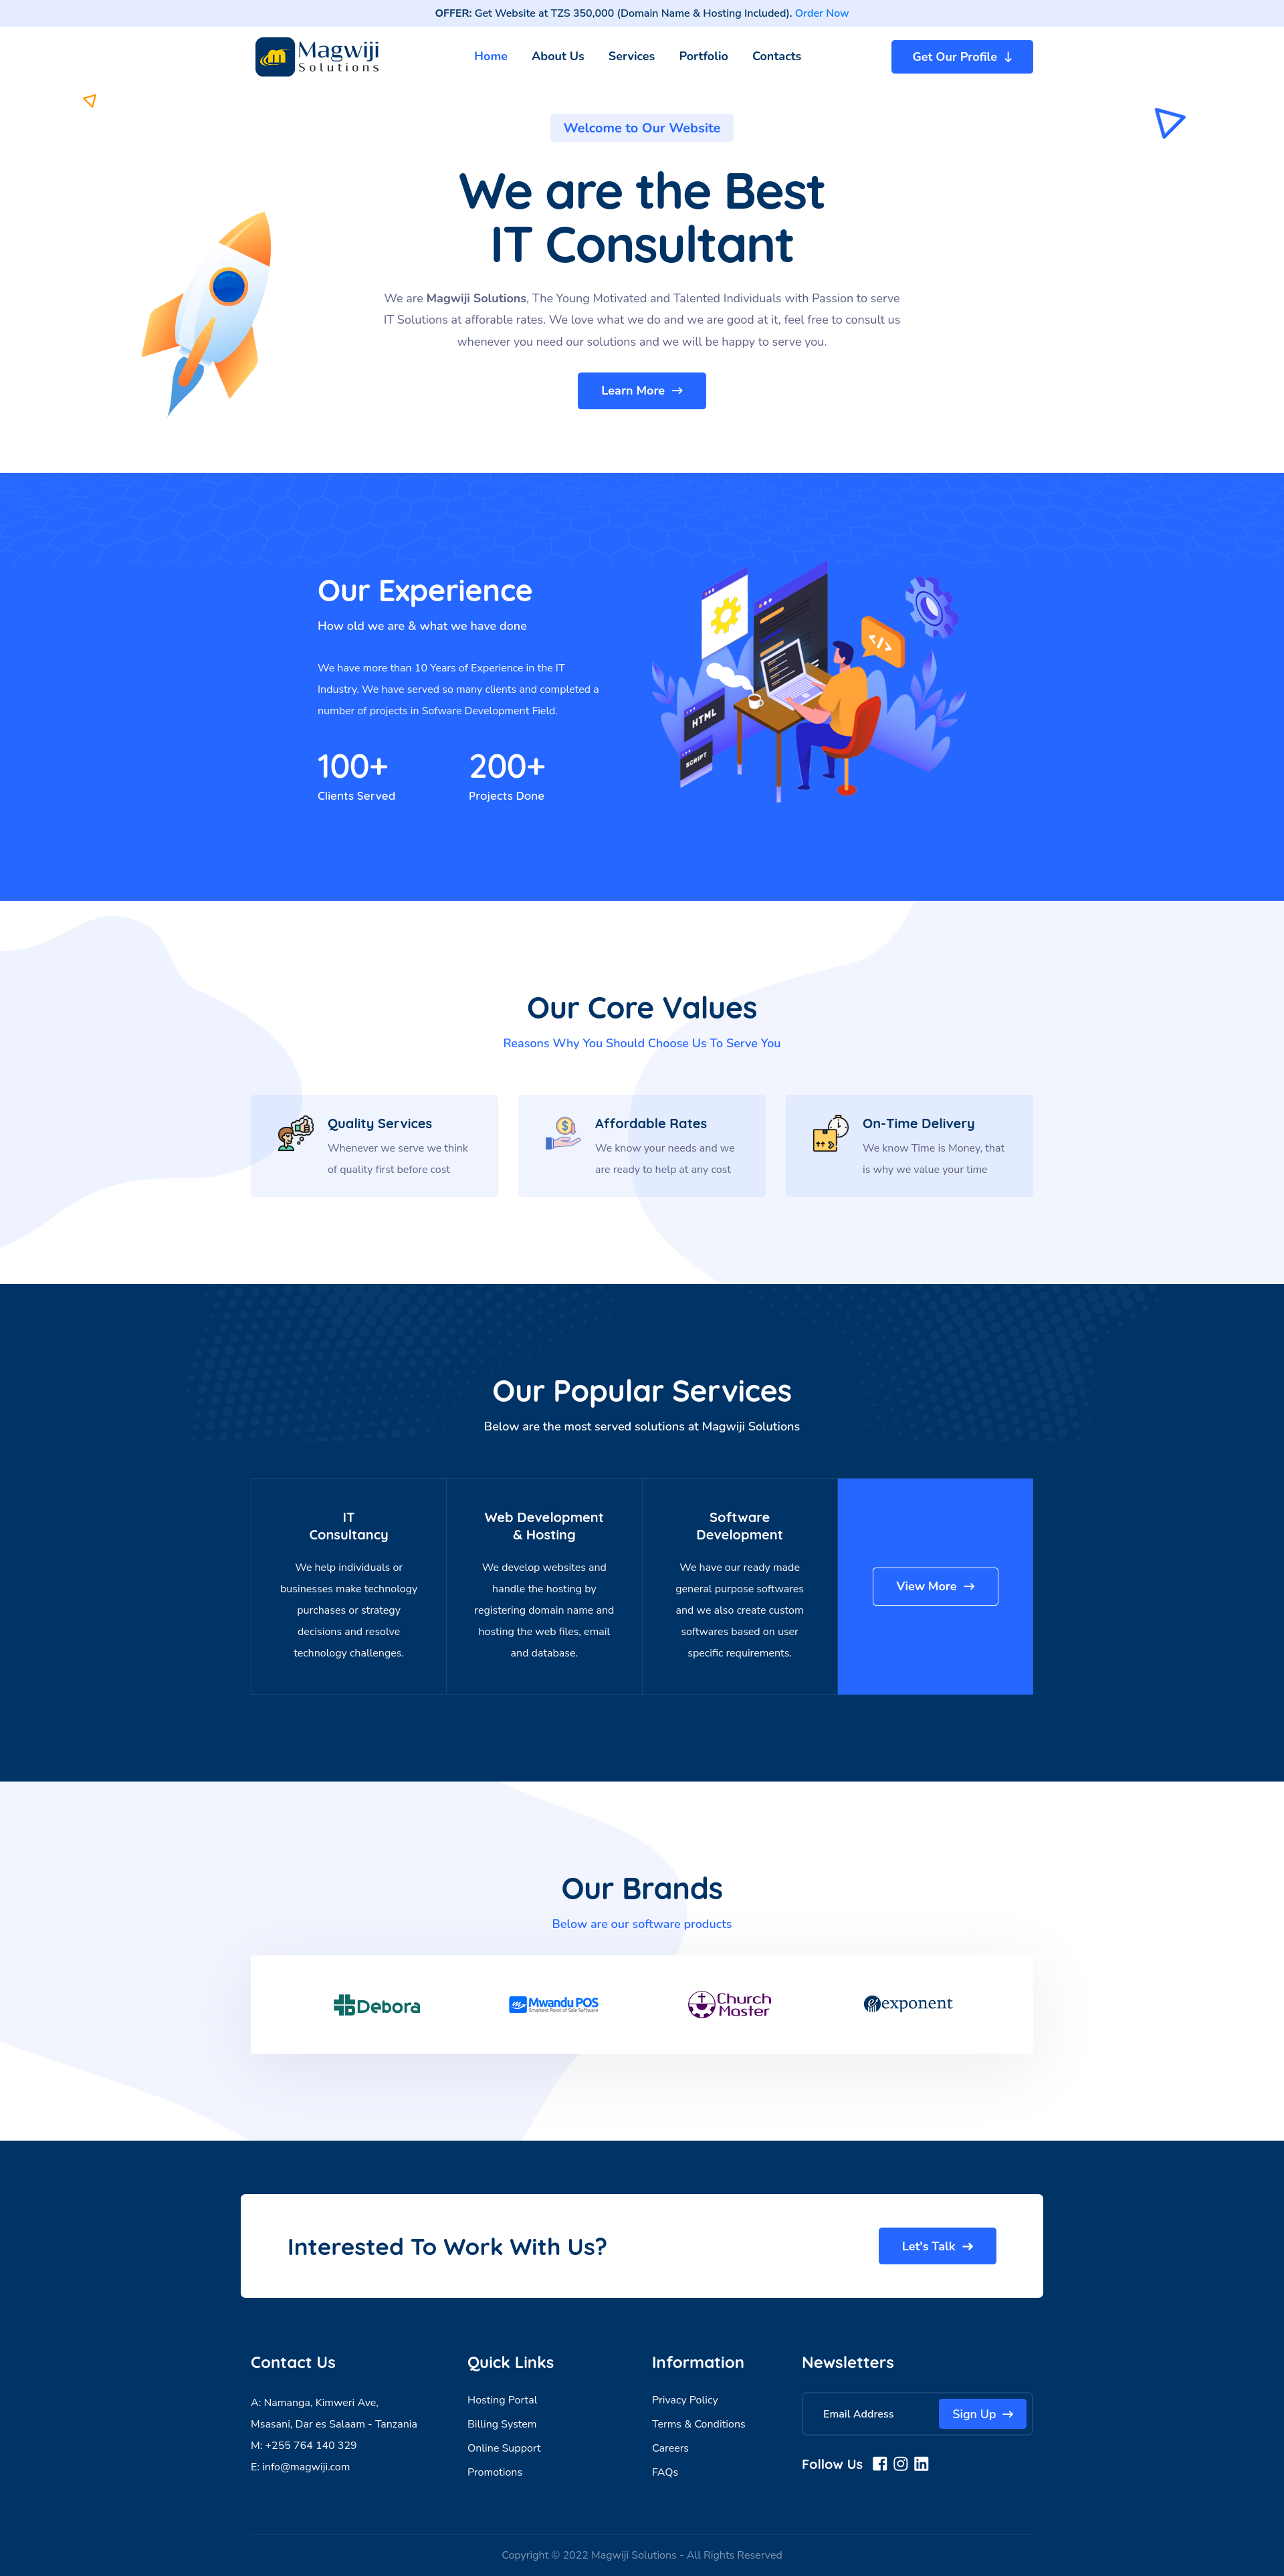 OFFER: Get Website at TZS 350,000 (Domain Name & Hosting Included). Order Now
Magwiji
Solutions
Home
About Us
Services
Portfolio
Contacts
Get Our Profile ↓
Welcome to Our Website
We are the Best
IT Consultant
We are Magwiji Solutions, The Young Motivated and Talented Individuals with Passion to serve
IT Solutions at afforable rates. We love what we do and we are good at it, feel free to consult us
whenever you need our solutions and we will be happy to serve you.
Learn More →
Our Experience
How old we are & what we have done
We have more than 10 Years of Experience in the IT
Industry. We have served so many clients and completed a
number of projects in Sofware Development Field.
100+
Clients Served
200+
Projects Done
</>
HTML
SCRIPT
Our Core Values
Reasons Why You Should Choose Us To Serve You
Quality Services
Whenever we serve we think
of quality first before cost
$
Affordable Rates
We know your needs and we
are ready to help at any cost
On-Time Delivery
We know Time is Money, that
is why we value your time
Our Popular Services
Below are the most served solutions at Magwiji Solutions
IT
Consultancy
We help individuals or
businesses make technology
purchases or strategy
decisions and resolve
technology challenges.
Web Development
& Hosting
We develop websites and
handle the hosting by
registering domain name and
hosting the web files, email
and database.
Software
Development
We have our ready made
general purpose softwares
and we also create custom
softwares based on user
specific requirements.
View More →
Our Brands
Below are our software products
Debora
Mwandu POS
Smartest Point of Sale Software
Church
Master
exponent
Interested To Work With Us?
Let's Talk →
Contact Us
A: Namanga, Kimweri Ave,
Msasani, Dar es Salaam - Tanzania
M: +255 764 140 329
E: info@magwiji.com
Quick Links
Hosting Portal
Billing System
Online Support
Promotions
Information
Privacy Policy
Terms & Conditions
Careers
FAQs
Newsletters
Email Address
Sign Up →
Follow Us
Copyright © 2022 Magwiji Solutions - All Rights Reserved